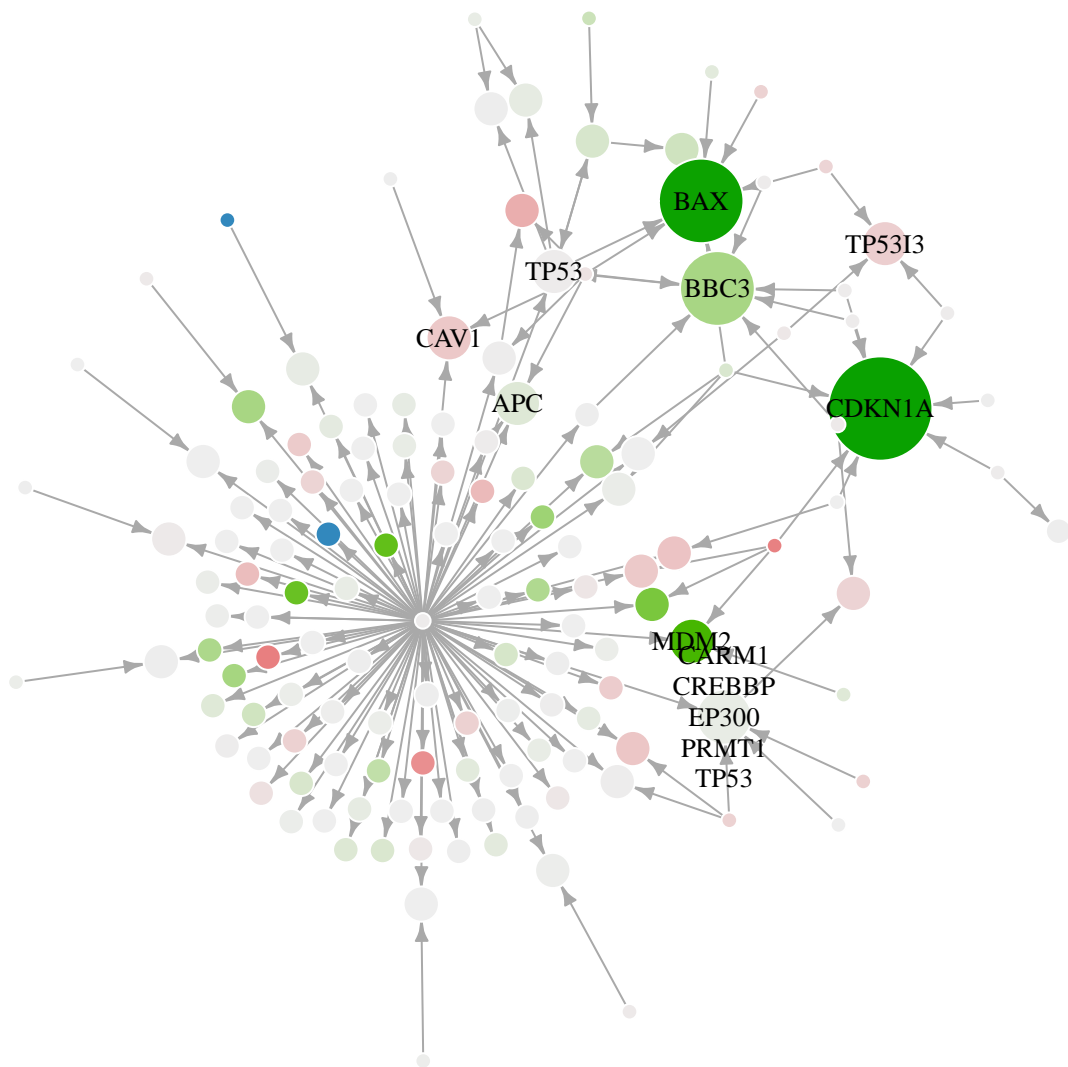 BAX
TP53I3
TP53
BBC3
CAV1
APC
CDKN1A
MDM2
CARM1
CREBBP
EP300
PRMT1
TP53